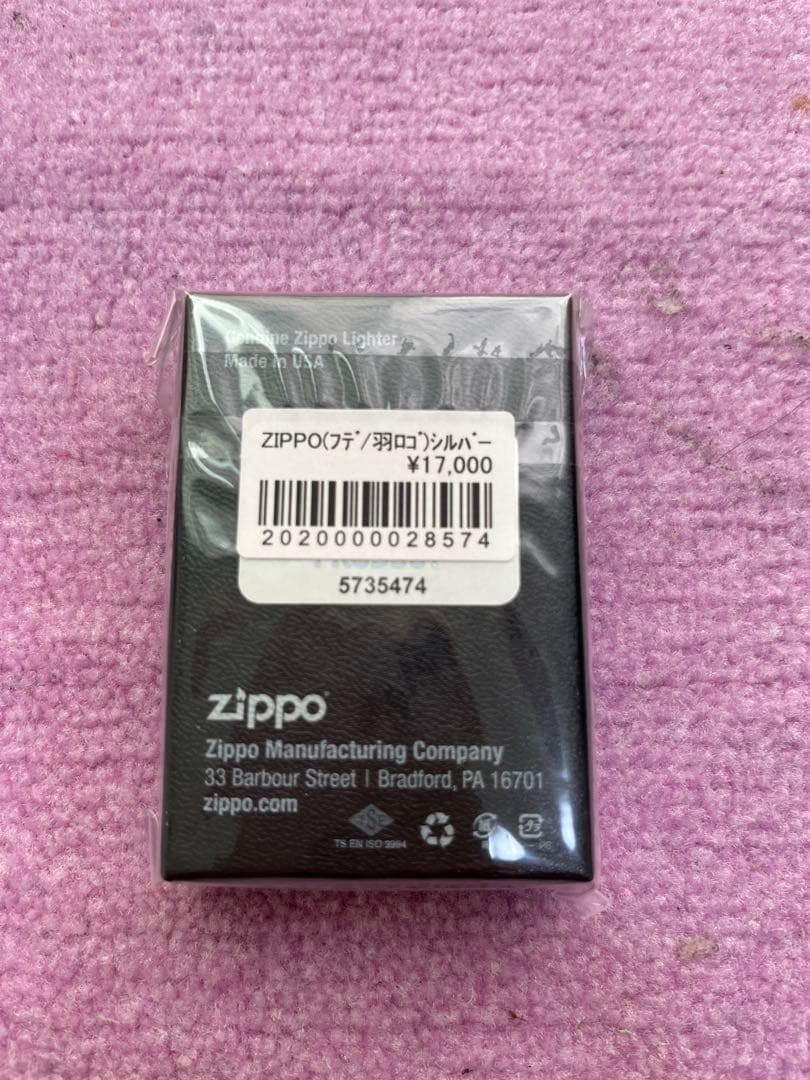 Genuine Zippo Lighter
Made in USA
ZIPPO(ﾌﾃﾞ/羽ﾛｺﾞ)ｼﾙﾊﾞｰ
¥17,000
2020000028574
5735474
zippo
Zippo Manufacturing Company
33 Barbour Street | Bradford, PA 16701
zippo.com
TS EN ISO 9994